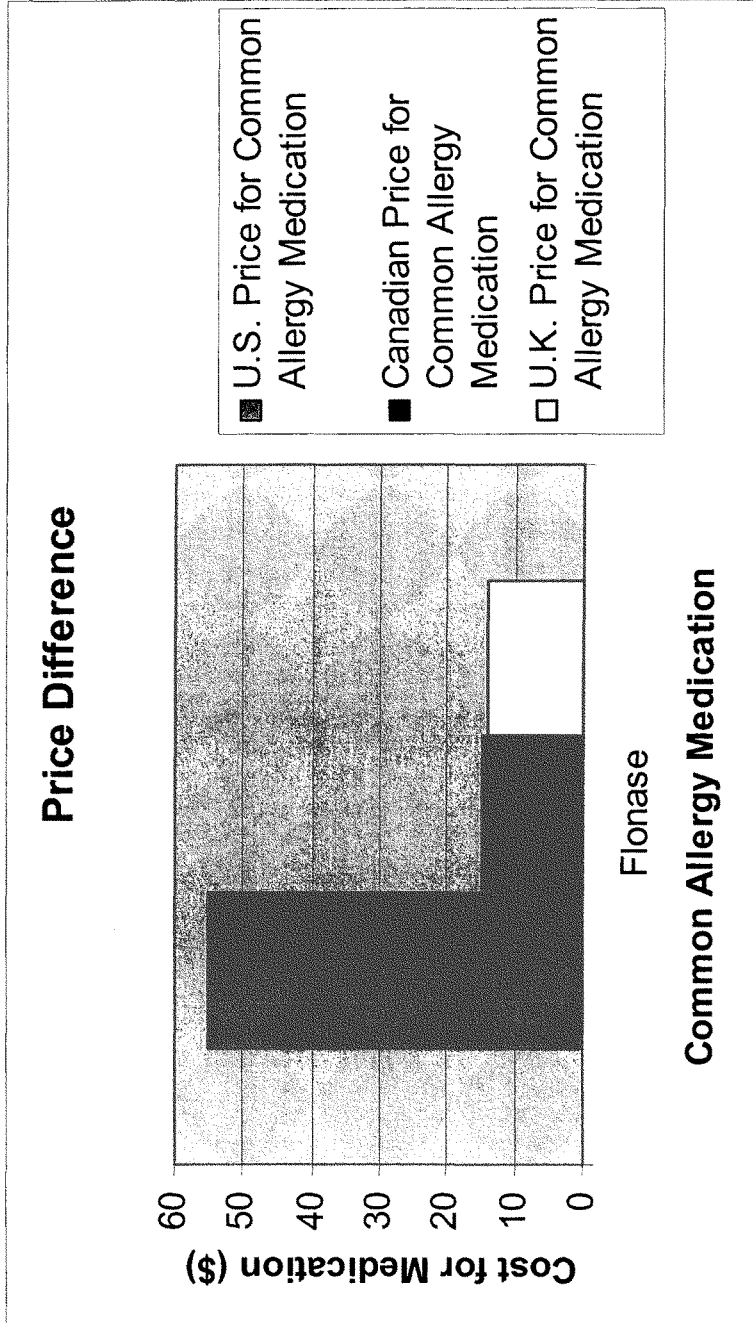 Price Difference
60
50
40
30
20
10
0
Cost for Medication ($)
Flonase
Common Allergy Medication
U.S. Price for Common
Allergy Medication
Canadian Price for
Common Allergy
Medication
U.K. Price for Common
Allergy Medication